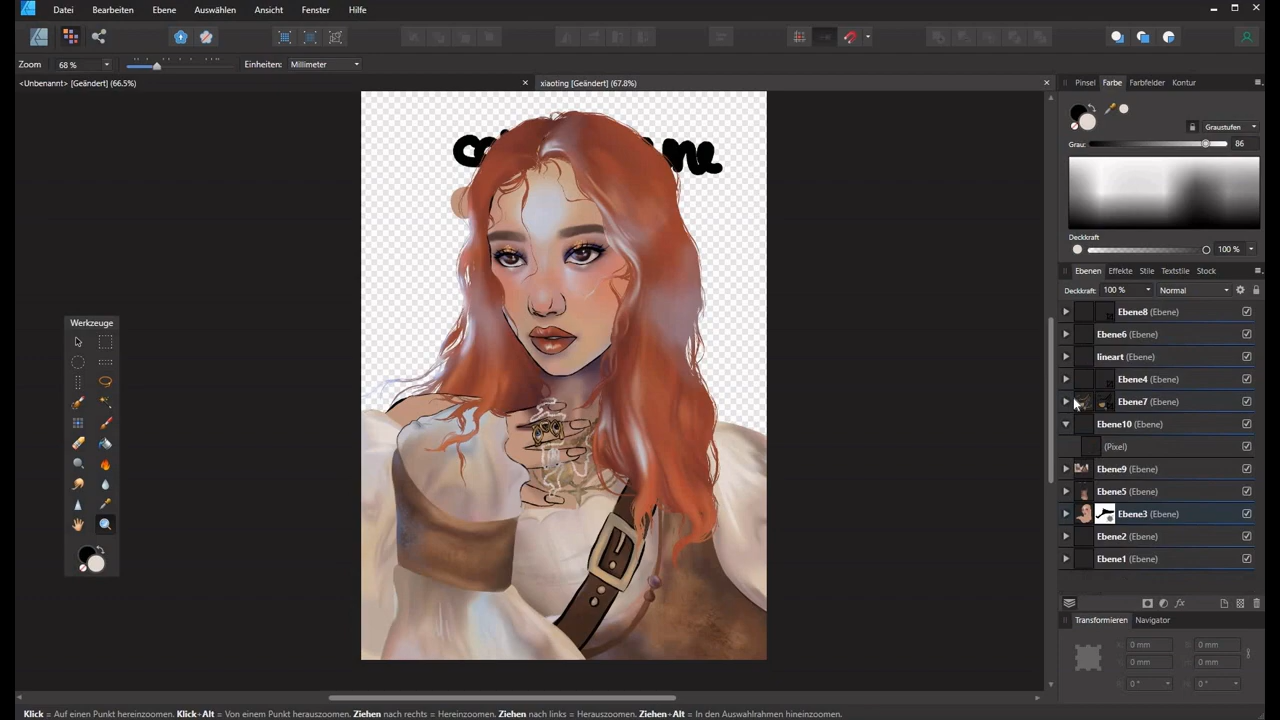 Datei Bearbeiten Ebene Auswählen Ansicht Fenster Hilfe
Zoom 68 % Einheiten: Millimeter
<Unbenannt> [Geändert] (66.5%) xiaoting [Geändert] (67.8%)
me
Werkzeuge
Pinsel Farbe Farbfelder Kontur
Graustufen
Grau: 86
Deckkraft
100 %
Ebenen Effekte Stile Textstile Stock
Deckkraft: 100 % Normal
Ebene8 (Ebene)
Ebene6 (Ebene)
lineart (Ebene)
Ebene4 (Ebene)
Ebene7 (Ebene)
Ebene10 (Ebene)
(Pixel)
Ebene9 (Ebene)
Ebene5 (Ebene)
Ebene3 (Ebene)
Ebene2 (Ebene)
Ebene1 (Ebene)
fx
Transformieren Navigator
X: 0 mm B: 0 mm
Y: 0 mm H: 0 mm
R: 0 ° S: 0 °
Klick = Auf einen Punkt hereinzoomen. Klick+Alt = Von einem Punkt herauszoomen. Ziehen nach rechts = Hereinzoomen. Ziehen nach links = Herauszoomen. Ziehen+Alt = In den Auswahlrahmen hineinzoomen.